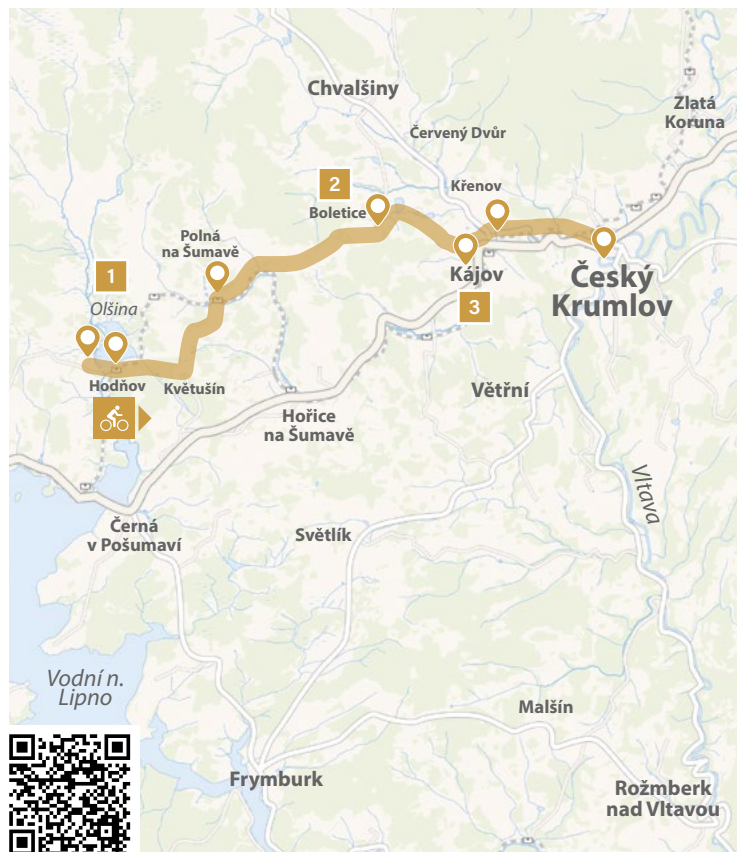 Chvalšiny
Zlatá
Koruna
Červený Dvůr
Křenov
2
Boletice
Polná
na Šumavě
Kájov
Český
Krumlov
1
Olšina
3
Hodňov
Květušín
Větřní
Hořice
na Šumavě
Vltava
Černá
v Pošumaví
Světlík
Vodní n.
Lipno
Malšín
Frymburk
Rožmberk
nad Vltavou